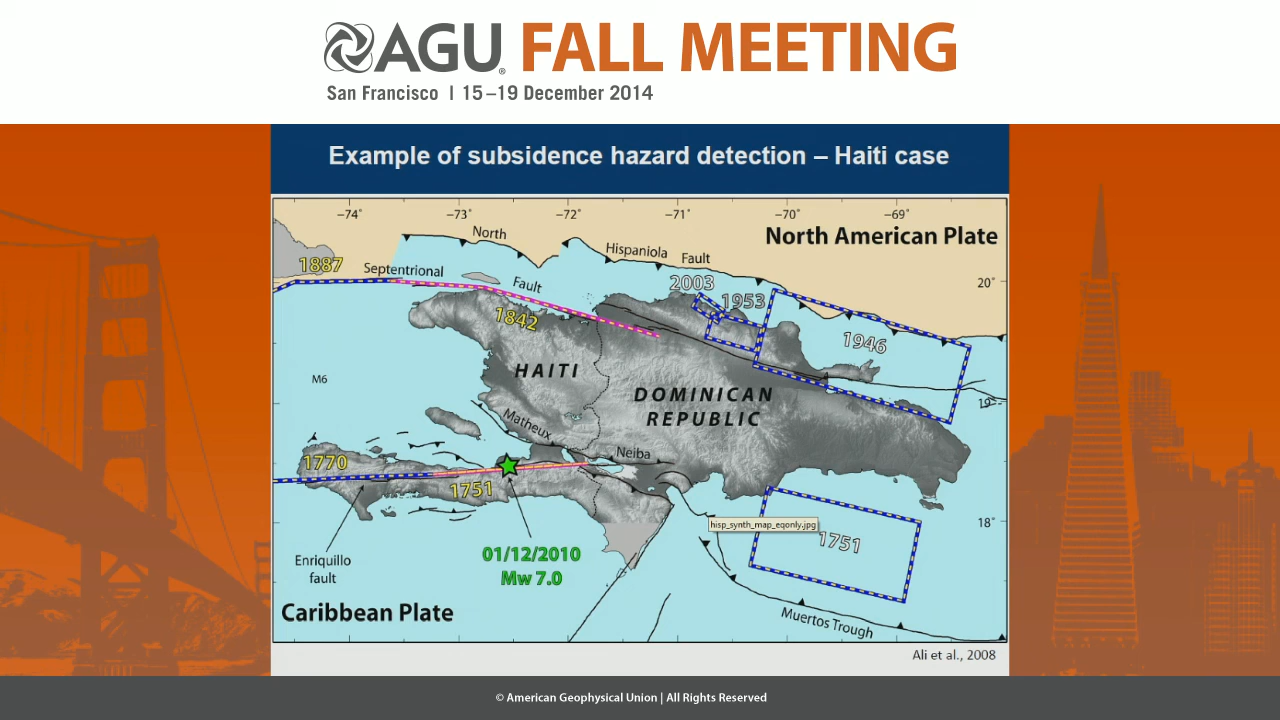 AGU® FALL MEETING
San Francisco | 15–19 December 2014
Example of subsidence hazard detection – Haiti case
−74˚ −73˚ −72˚ −71˚ −70˚ −69˚
North
North American Plate
Hispaniola
Fault
1887
Septentrional
Fault
2003
20˚
1953
1842
1946
HAITI
M6
DOMINICAN
REPUBLIC
19˚
Matheux
Neiba
1770
1751
18˚
hisp_synth_map_eqonly.jpg
1751
01/12/2010
Mw 7.0
Enriquillo
fault
Caribbean Plate
Muertos Trough
Ali et al., 2008
© American Geophysical Union | All Rights Reserved